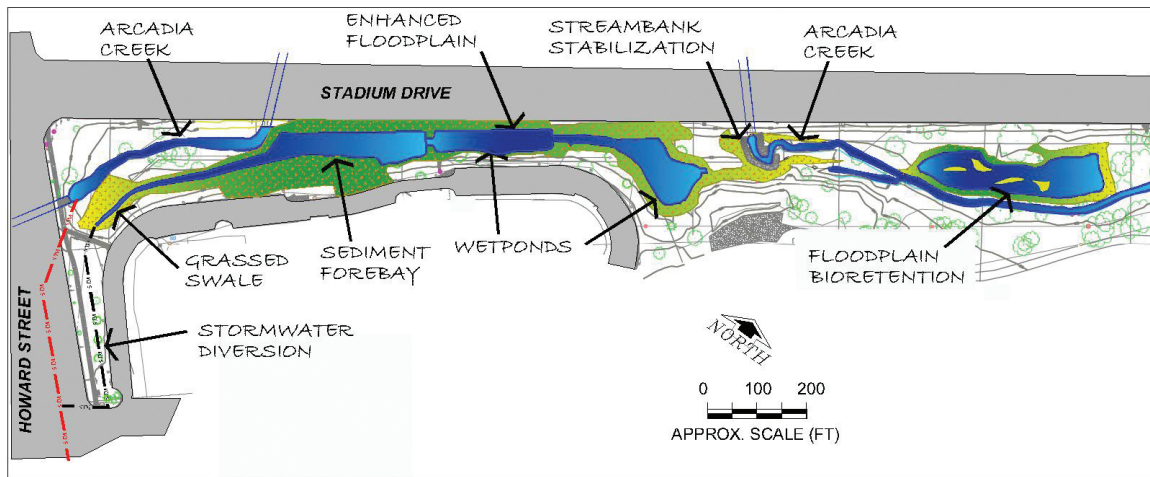 ARCADIA
CREEK
ENHANCED
FLOODPLAIN
STREAMBANK
STABILIZATION
ARCADIA
CREEK
STADIUM DRIVE
GRASSED
SWALE
SEDIMENT
FOREBAY
WETPONDS
FLOODPLAIN
BIORETENTION
STORMWATER
DIVERSION
HOWARD STREET
NORTH
0 100 200
APPROX. SCALE (FT)